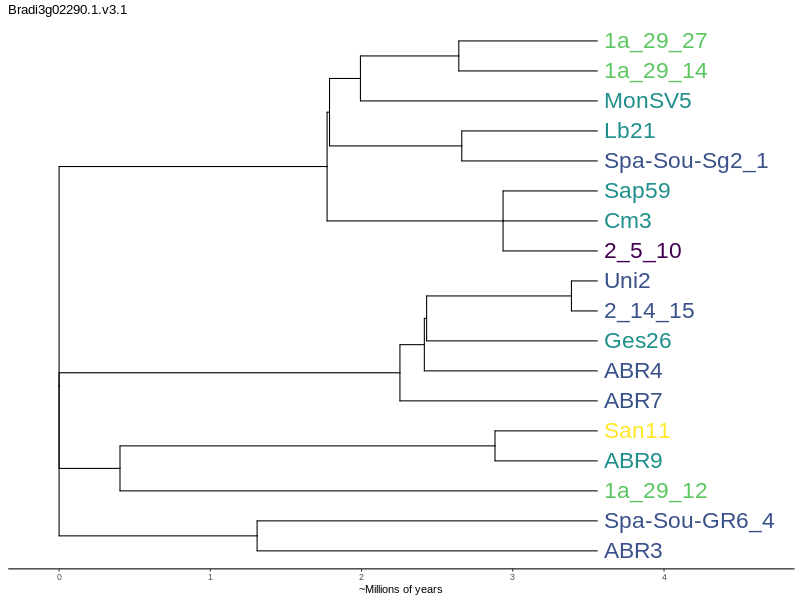 Bradi3g02290.1.v3.1
1a_29_27
1a_29_14
MonSV5
Lb21
Spa-Sou-Sg2_1
Sap59
Cm3
2_5_10
Uni2
2_14_15
Ges26
ABR4
ABR7
San11
ABR9
1a_29_12
Spa-Sou-GR6_4
ABR3
0 1 2 3 4
~Millions of years